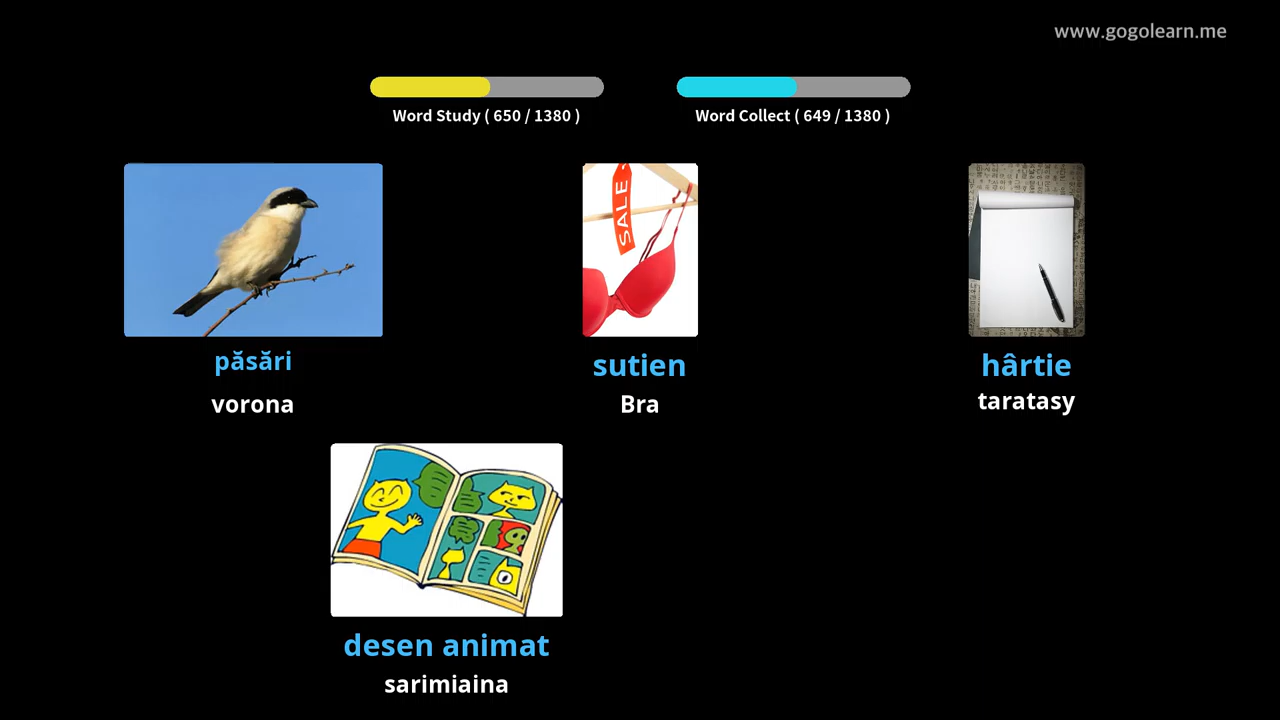 www.gogolearn.me
Word Study ( 650 / 1380 )
Word Collect ( 649 / 1380 )
SALE
păsări
sutien
hârtie
vorona
Bra
taratasy
desen animat
sarimiaina